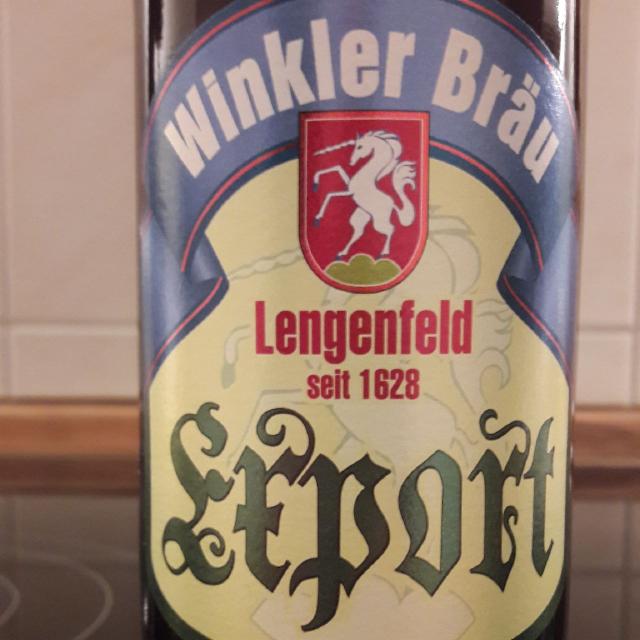 Winkler Bräu
Lengenfeld
seit 1628
Export